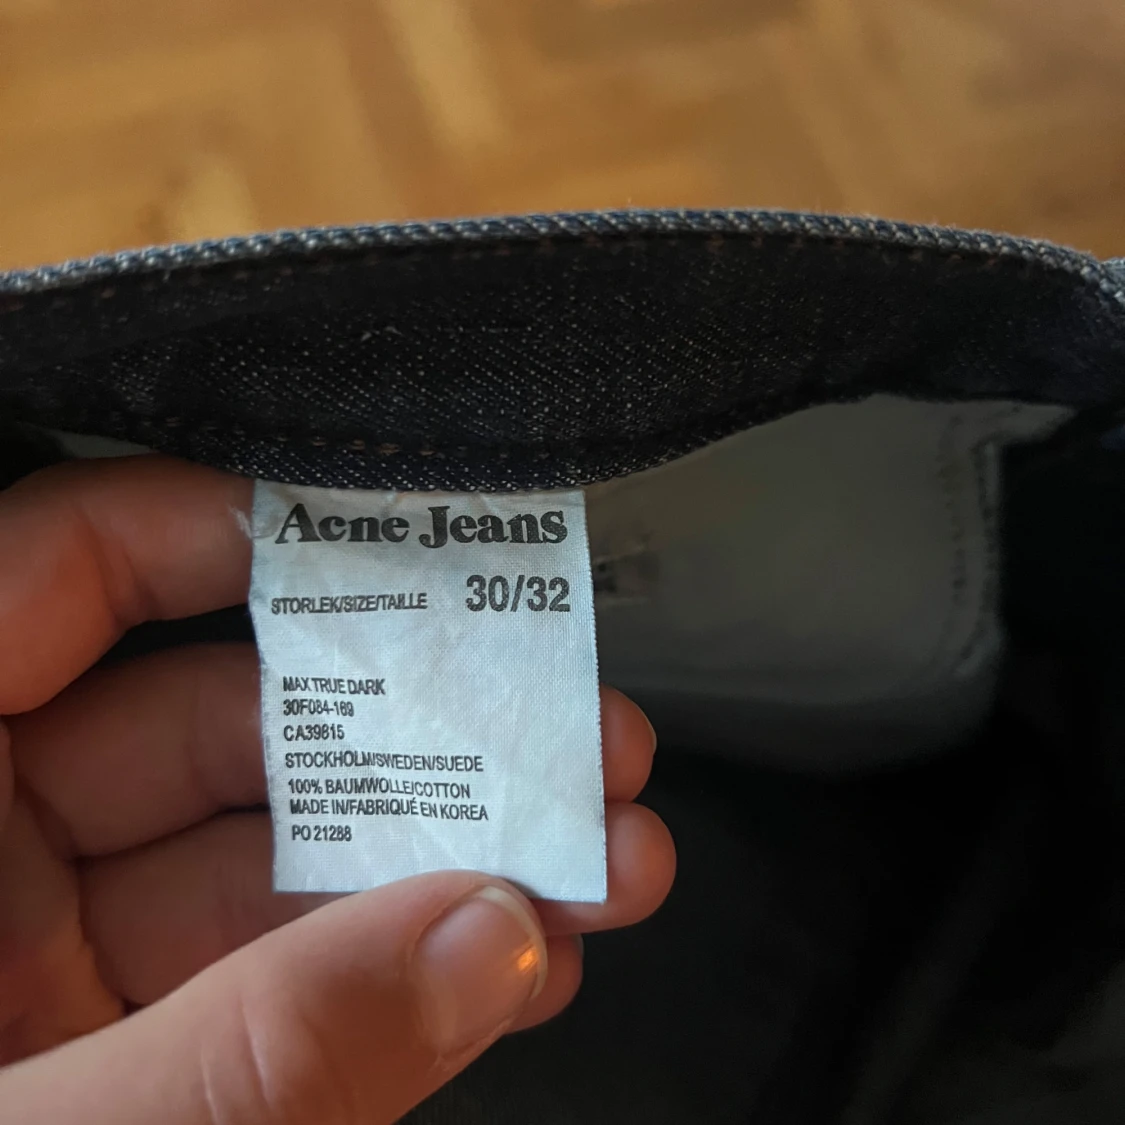 Acne Jeans
STORLEK/SIZE/TAILLE 30/32
MAX TRUE DARK
30F084-169
CA39815
STOCKHOLM/SWEDEN/SUEDE
100% BAUMWOLLE/COTTON
MADE IN/FABRIQUÉ EN KOREA
PO 21288